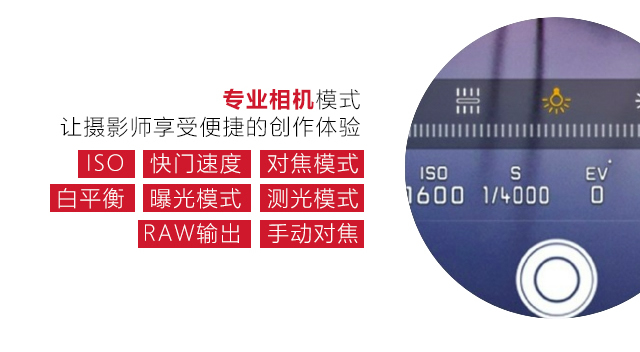 专业相机模式
让摄影师享受便捷的创作体验
ISO 快门速度 对焦模式
白平衡 曝光模式 测光模式
RAW输出 手动对焦
ISO S EV
1600 1/4000 0